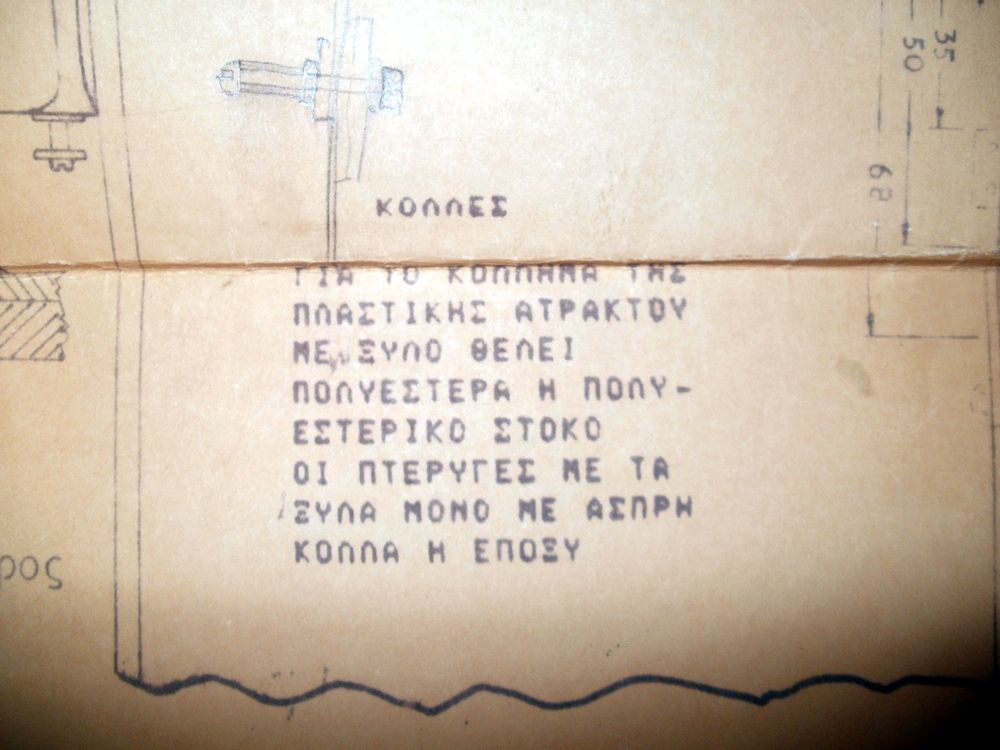 35
50
68
ΚΟΛΛΕΣ
ΓΙΑ ΤΟ ΚΟΛΛΗΜΑ ΤΗΣ
ΠΛΑΣΤΙΚΗΣ ΑΤΡΑΚΤΟΥ
ΜΕ ΞΥΛΟ ΘΕΛΕΙ
ΠΟΛΥΕΣΤΕΡΑ Η ΠΟΛΥ-
ΕΣΤΕΡΙΚΟ ΣΤΟΚΟ
ΟΙ ΠΤΕΡΥΓΕΣ ΜΕ ΤΑ
ΞΥΛΑ ΜΟΝΟ ΜΕ ΑΣΠΡΗ
ΚΟΛΛΑ Η ΕΠΟΞΥ